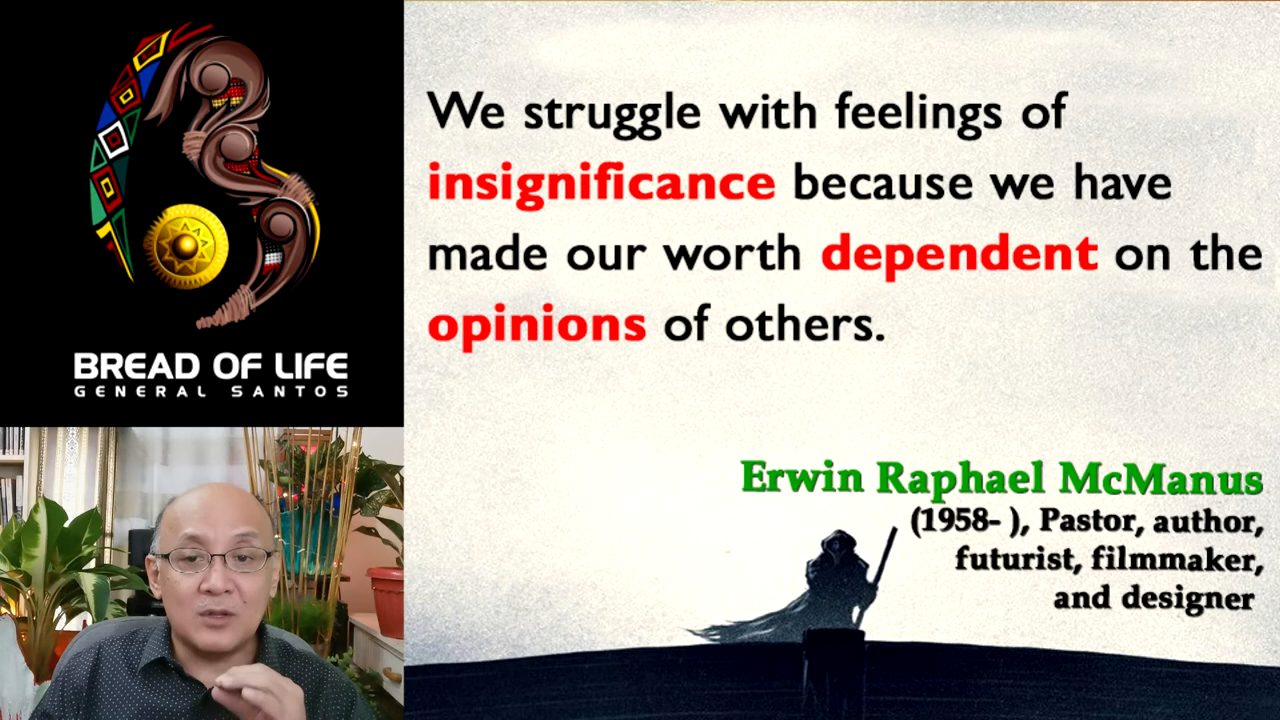 BREAD OF LIFE
GENERAL SANTOS
We struggle with feelings of
insignificance because we have
made our worth dependent on the
opinions of others.
Erwin Raphael McManus
(1958- ), Pastor, author,
futurist, filmmaker,
and designer